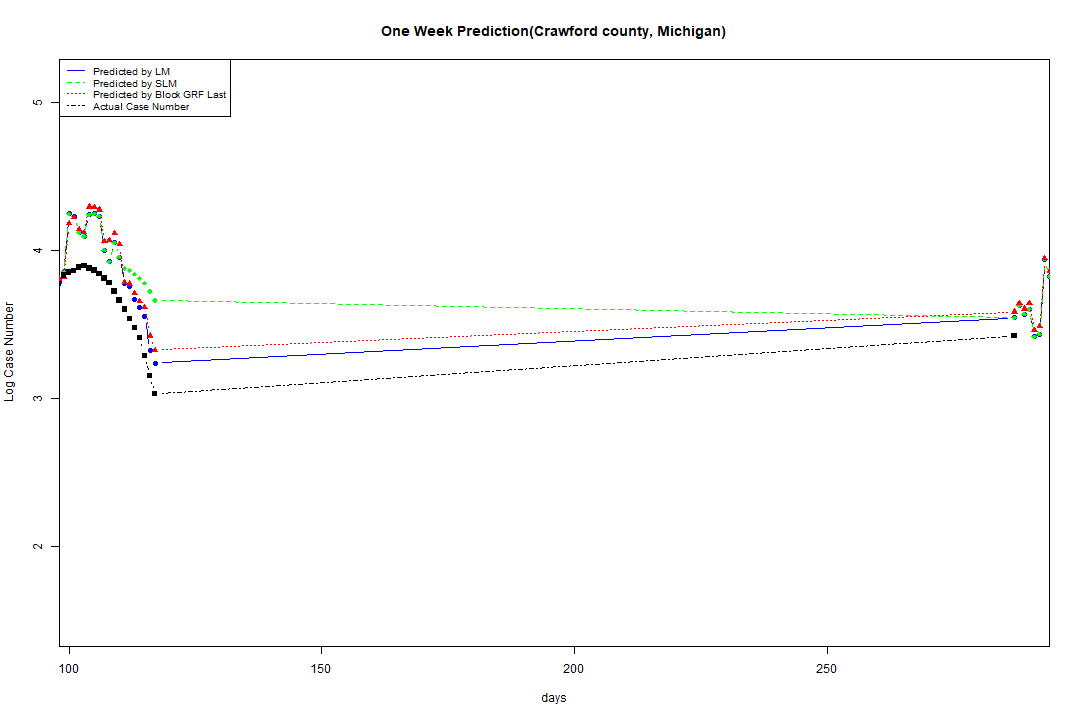 One Week Prediction(Crawford county, Michigan)
Predicted by LM
Predicted by SLM
Predicted by Block GRF Last
Actual Case Number
5
4
3
2
Log Case Number
100 150 200 250
days